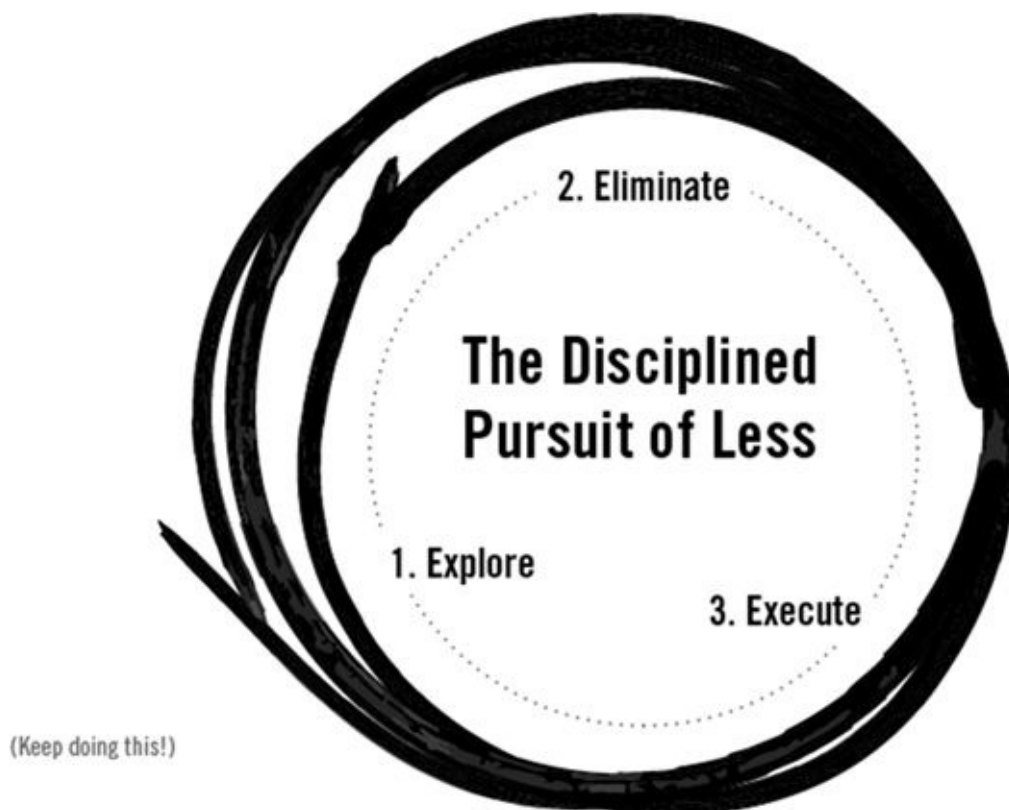 2. Eliminate
The Disciplined
Pursuit of Less
1. Explore
3. Execute
(Keep doing this!)